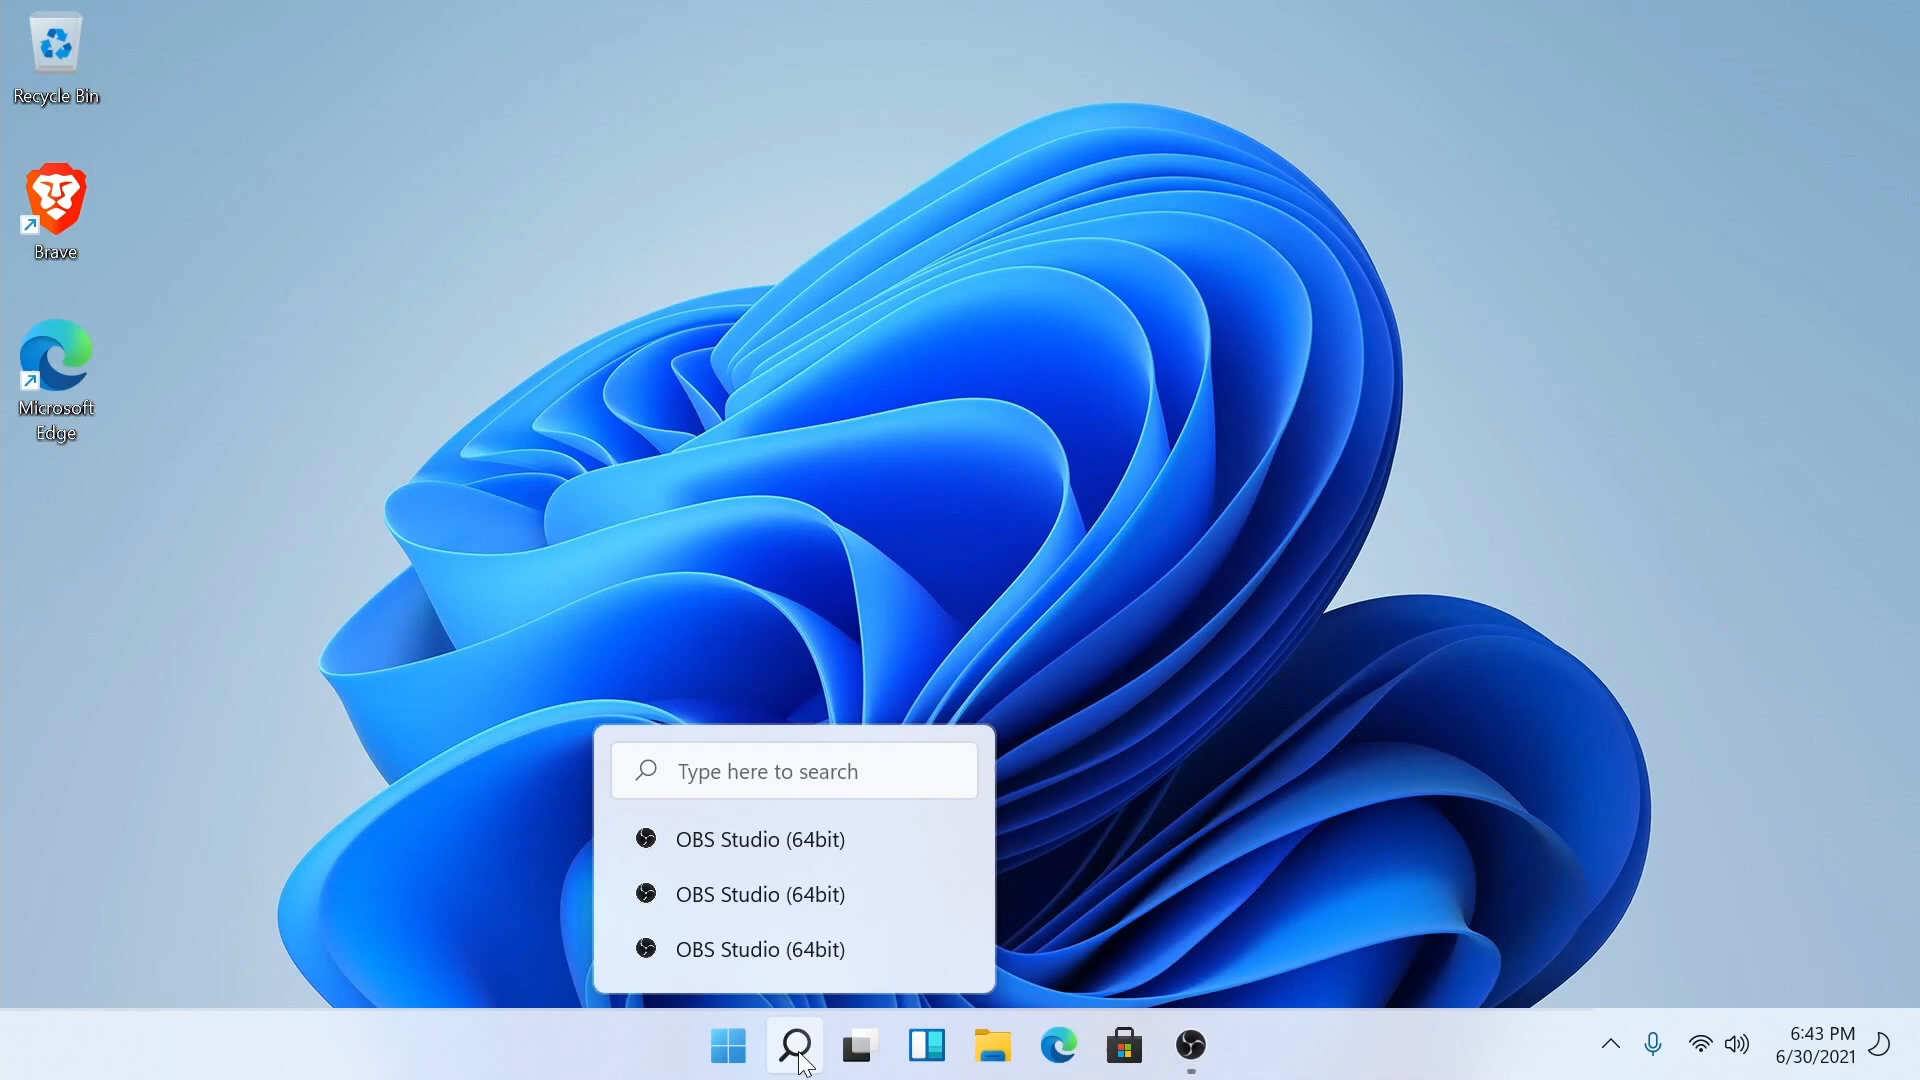 Recycle Bin
Brave
Microsoft
Edge
Type here to search
OBS Studio (64bit)
OBS Studio (64bit)
OBS Studio (64bit)
6:43 PM
6/30/2021